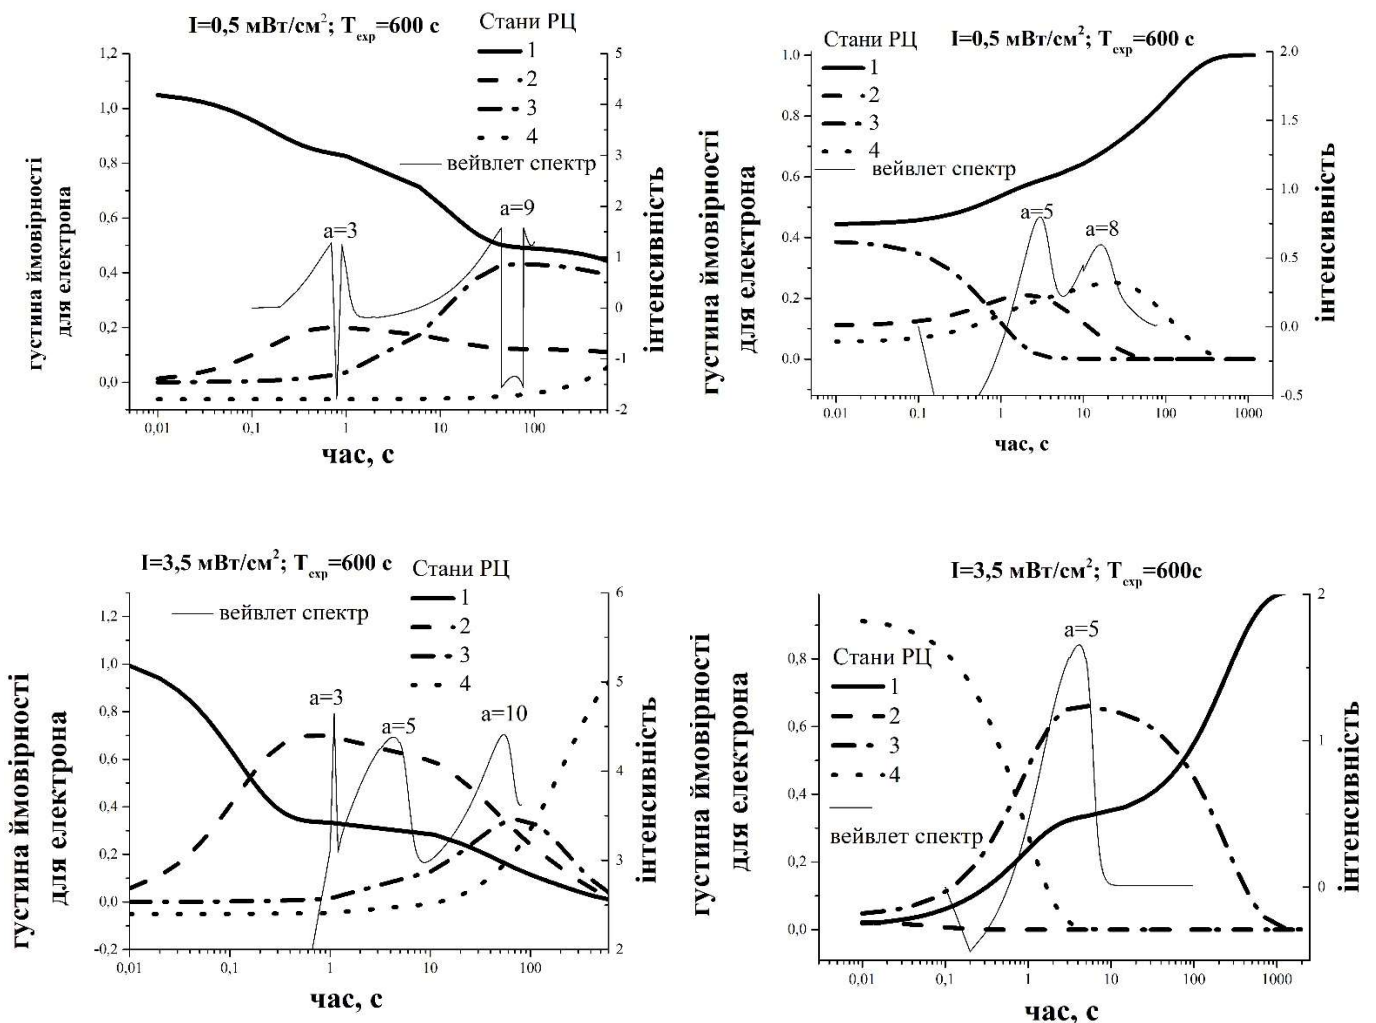 I=0,5 мВт/см²; Texp=600 с
Стани РЦ
1
2
3
4
вейвлет спектр
a=3
a=9
густина ймовірності
для електрона
1,2
1,0
0,8
0,6
0,4
0,2
0,0
5
4
3
2
1
0
-1
-2
інтенсивність
0,01 0,1 1 10 100
час, с
Стани РЦ
I=0,5 мВт/см²; Texp=600 с
1
2
3
4
вейвлет спектр
a=5
a=8
густина ймовірності
для електрона
1.0
0.8
0.6
0.4
0.2
0.0
2.0
1.5
1.0
0.5
0.0
-0.5
інтенсивність
0.01 0.1 1 10 100 1000
час, с
I=3,5 мВт/см²; Texp=600 с
Стани РЦ
1
2
3
4
вейвлет спектр
a=3
a=5
a=10
густина ймовірності
для електрона
1,2
1,0
0,8
0,6
0,4
0,2
0,0
-0,2
6
5
4
3
2
інтенсивність
0,01 0,1 1 10 100
час, с
I=3,5 мВт/см²; Texp=600с
a=5
Стани РЦ
1
2
3
4
вейвлет спектр
густина ймовірності
для електрона
0,8
0,6
0,4
0,2
0,0
2
1
0
інтенсивність
0,01 0,1 1 10 100 1000
час, с